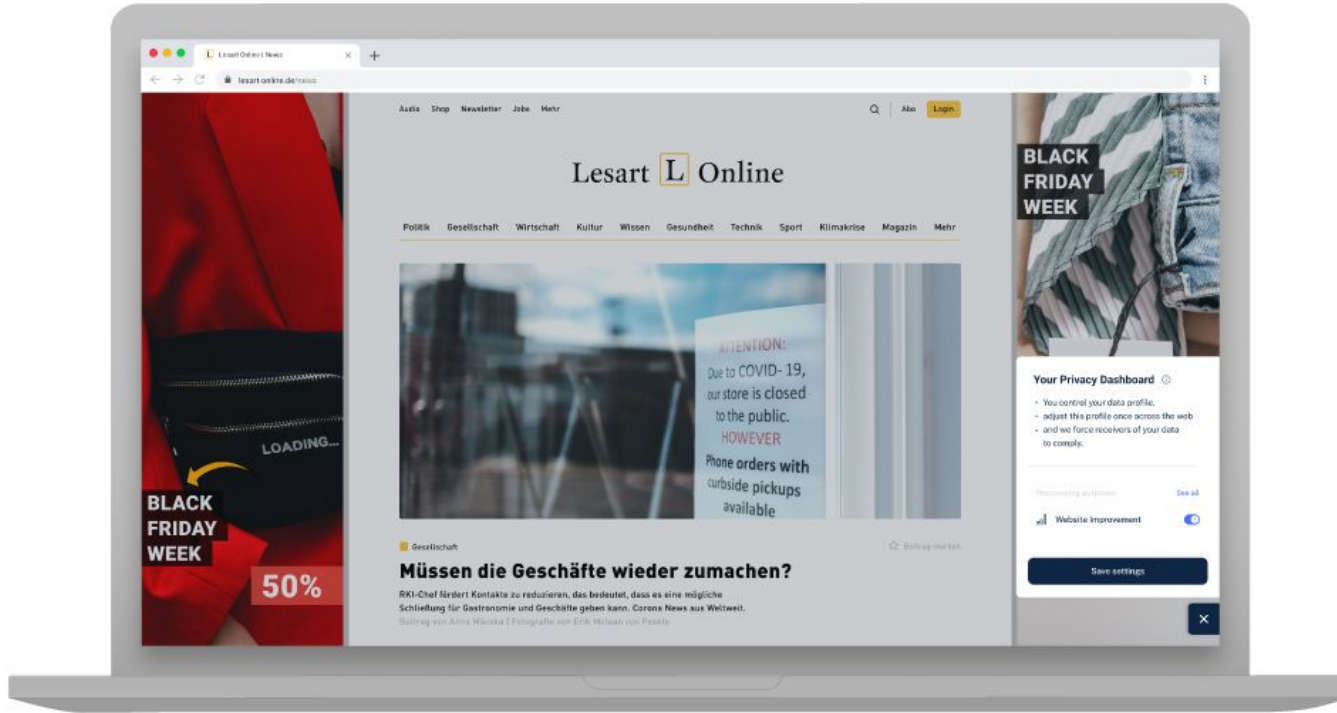 Lesart Online | News
lesart-online.de/news
Audio Shop Newsletter Jobs Mehr
Abo Login
Lesart L Online
Politik Gesellschaft Wirtschaft Kultur Wissen Gesundheit Technik Sport Klimakrise Magazin Mehr
BLACK
FRIDAY
WEEK
ATTENTION:
Due to COVID- 19,
our store is closed
to the public.
HOWEVER
Phone orders with
curbside pickups
available
LOADING...
BLACK
FRIDAY
WEEK
50%
Gesellschaft
Beitrag merken
Müssen die Geschäfte wieder zumachen?
RKI-Chef fördert Kontakte zu reduzieren, das bedeutet, dass es eine mögliche
Schließung für Gastronomie und Geschäfte geben kann. Corona News aus Weltweit.
Beitrag von Anna | Fotografie von Erik Mclean von Pexels
Your Privacy Dashboard
• You control your data profile,
• adjust this profile once across the web
• and we force receivers of your data
to comply.
Processing purposes See all
Website Improvement
Save settings